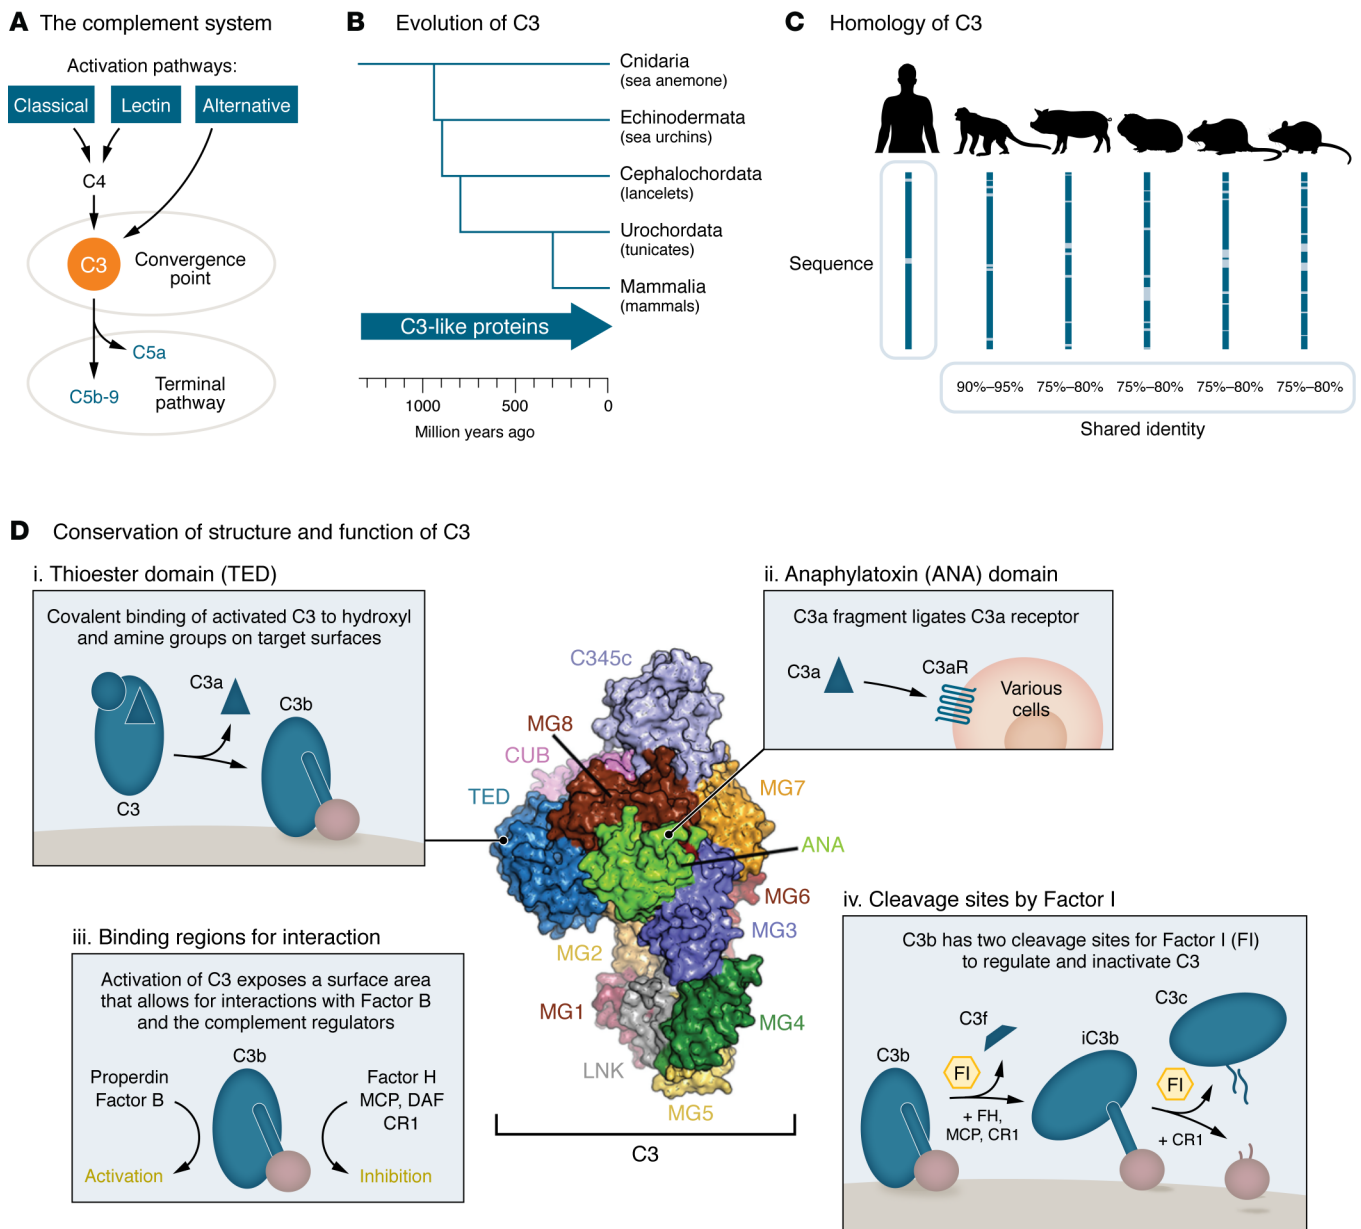 A The complement system
Activation pathways:
Classical
Lectin
Alternative
C4
C3
Convergence
point
C5a
C5b-9
Terminal
pathway
B Evolution of C3
Cnidaria
(sea anemone)
Echinodermata
(sea urchins)
Cephalochordata
(lancelets)
Urochordata
(tunicates)
Mammalia
(mammals)
C3-like proteins
1000 500 0
Million years ago
C Homology of C3
Sequence
90%–95% 75%–80% 75%–80% 75%–80% 75%–80%
Shared identity
D Conservation of structure and function of C3
i. Thioester domain (TED)
Covalent binding of activated C3 to hydroxyl
and amine groups on target surfaces
C3a
C3b
C3
ii. Anaphylatoxin (ANA) domain
C3a fragment ligates C3a receptor
C3a
C3aR
Various
cells
C345c
MG8
CUB
TED
MG7
ANA
MG6
MG3
MG2
MG1
MG4
LNK
MG5
C3
iii. Binding regions for interaction
Activation of C3 exposes a surface area
that allows for interactions with Factor B
and the complement regulators
C3b
Properdin
Factor B
Factor H
MCP, DAF
CR1
Activation
Inhibition
iv. Cleavage sites by Factor I
C3b has two cleavage sites for Factor I (FI)
to regulate and inactivate C3
C3c
C3f
iC3b
C3b
FI
FI
+ FH,
MCP, CR1
+ CR1